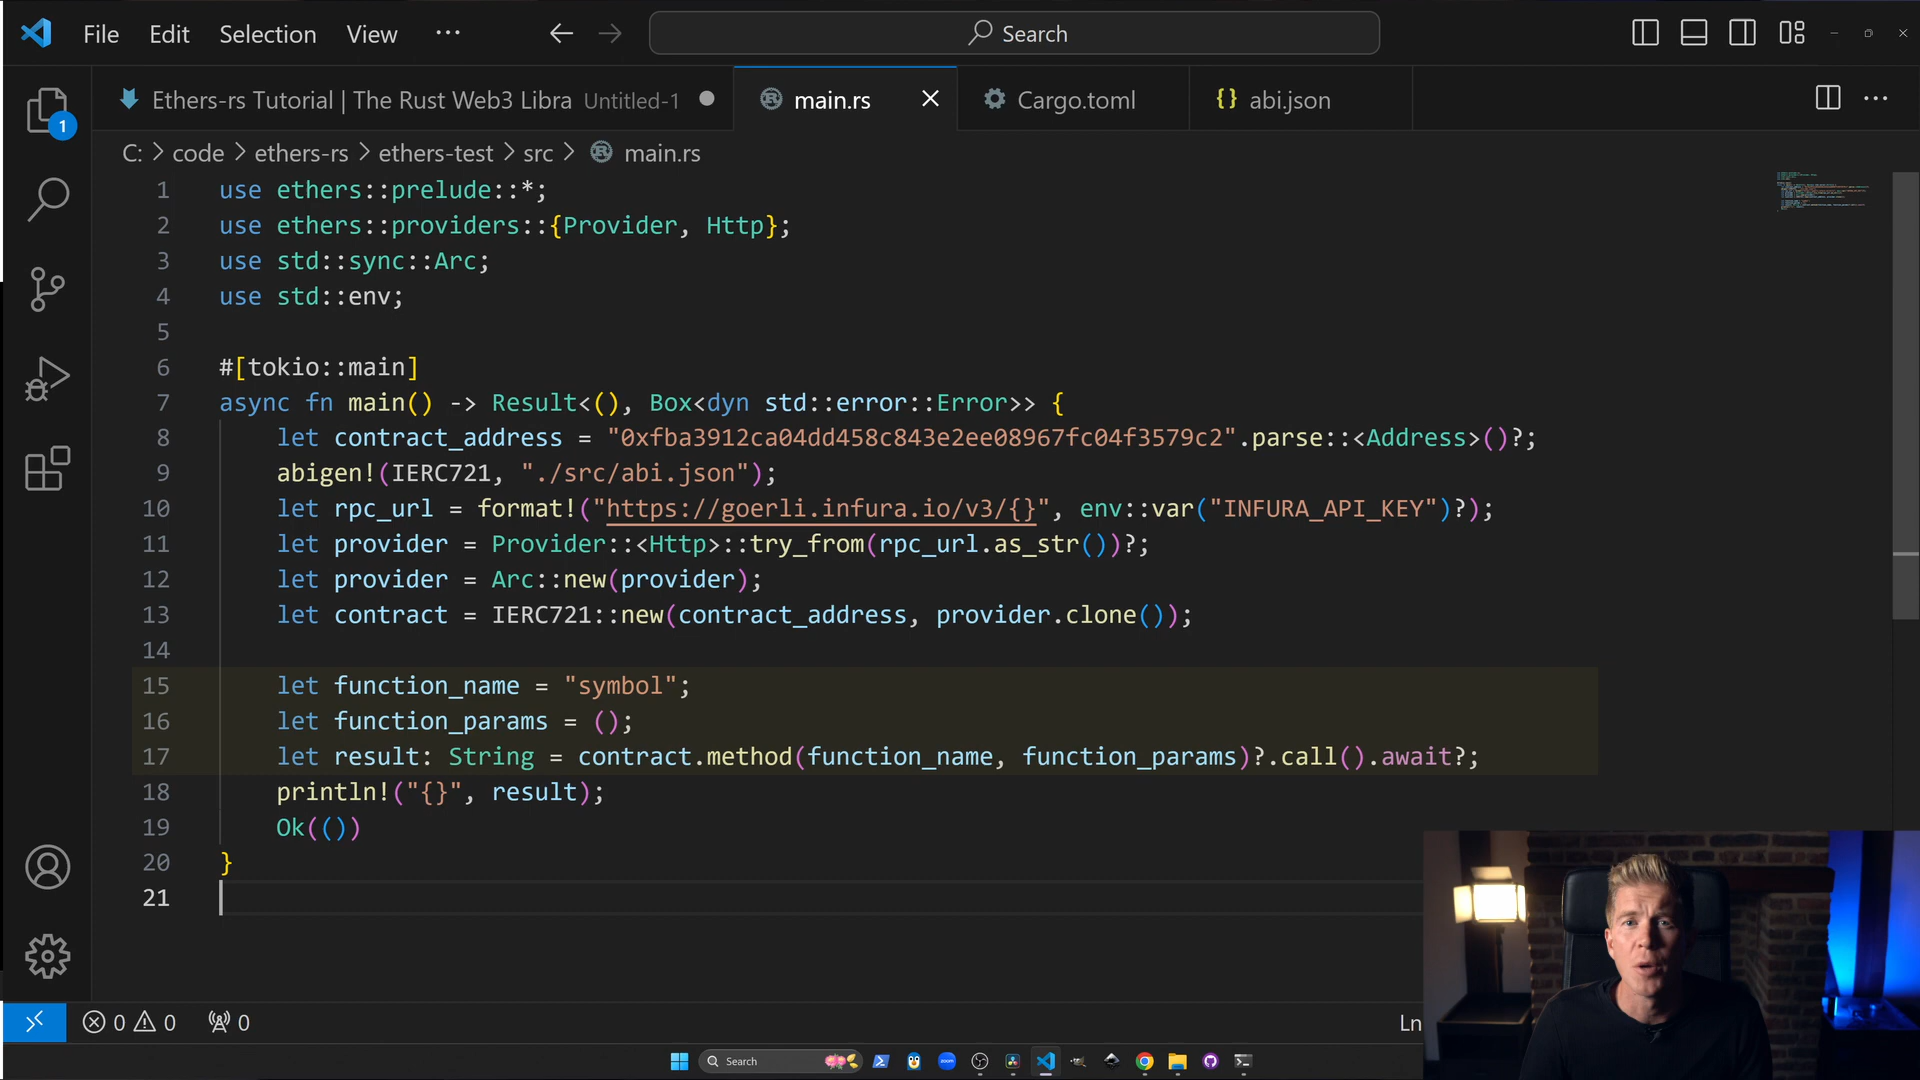 File Edit Selection View ··· Search
Ethers-rs Tutorial | The Rust Web3 Libra Untitled-1 main.rs Cargo.toml {} abi.json
C: > code > ethers-rs > ethers-test > src > main.rs
1
1 use ethers::prelude::*;
2 use ethers::providers::{Provider, Http};
3 use std::sync::Arc;
4 use std::env;
5
6 #[tokio::main]
7 async fn main() -> Result<(), Box<dyn std::error::Error>> {
8 let contract_address = "0xfba3912ca04dd458c843e2ee08967fc04f3579c2".parse::<Address>()?;
9 abigen!(IERC721, "./src/abi.json");
10 let rpc_url = format!("https://goerli.infura.io/v3/{}", env::var("INFURA_API_KEY")?);
11 let provider = Provider::<Http>::try_from(rpc_url.as_str())?;
12 let provider = Arc::new(provider);
13 let contract = IERC721::new(contract_address, provider.clone());
14
15 let function_name = "symbol";
16 let function_params = ();
17 let result: String = contract.method(function_name, function_params)?.call().await?;
18 println!("{}", result);
19 Ok(())
20 }
21
0 0 0 Ln
Search zoom